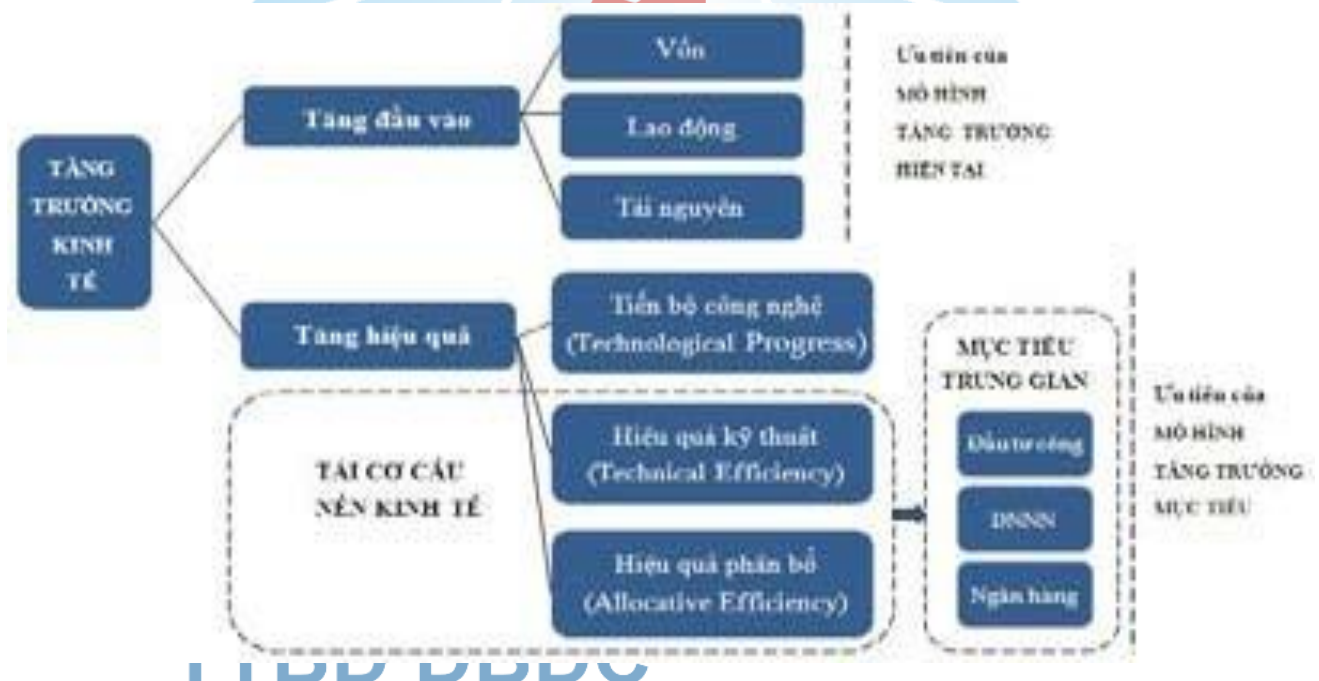 TĂNG
TRƯỞNG
KINH
TẾ
Tăng đầu vào
Vốn
Lao động
Tài nguyên
Ưu tiên của
MÔ HÌNH
TĂNG TRƯỞNG
HIỆN TẠI
Tăng hiệu quả
Tiến bộ công nghệ
(Technological Progress)
TÁI CƠ CẤU
NỀN KINH TẾ
Hiệu quả kỹ thuật
(Technical Efficiency)
Hiệu quả phân bổ
(Allocative Efficiency)
MỤC TIÊU
TRUNG GIAN
Đầu tư công
DNNN
Ngân hàng
Ưu tiên của
MÔ HÌNH
TĂNG TRƯỞNG
MỤC TIÊU